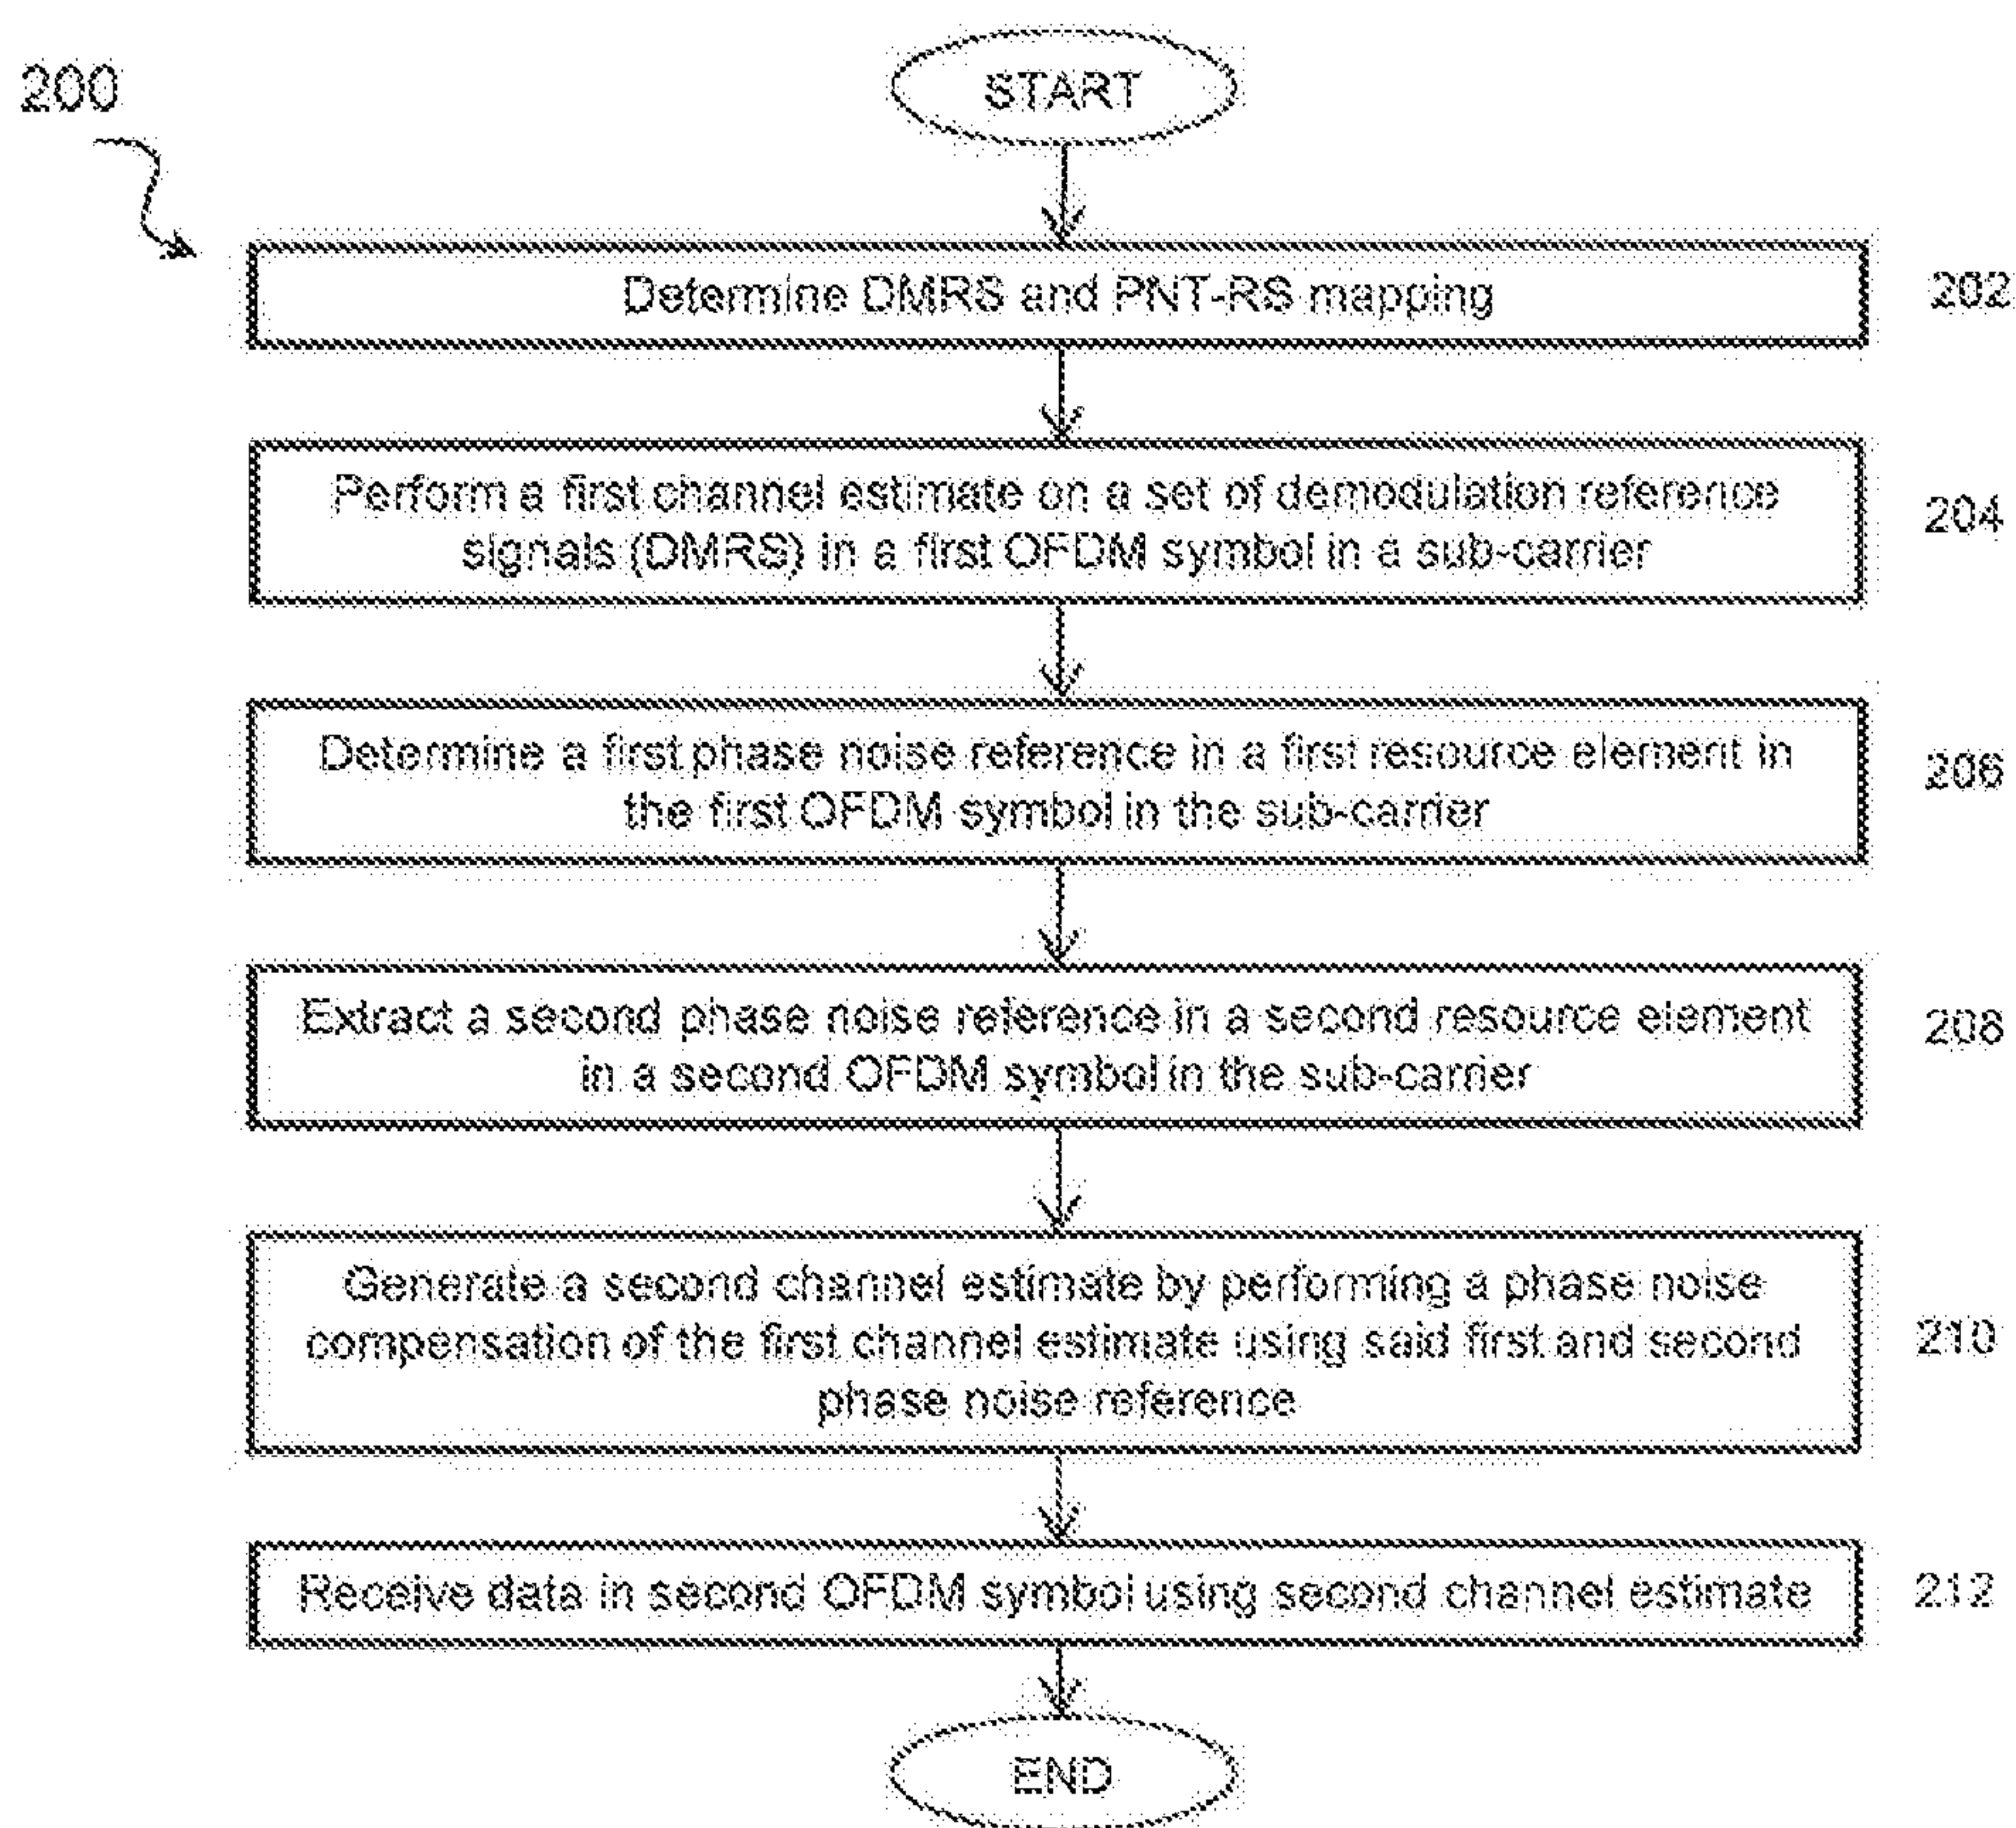 200
START
Determine DMRS and PNT-RS mapping
202
Perform a first channel estimate on a set of demodulation reference
signals (DMRS) in a first OFDM symbol in a sub-carrier
204
Determine a first phase noise reference in a first resource element in
the first OFDM symbol in the sub-carrier
206
Extract a second phase noise reference in a second resource element
in a second OFDM symbol in the sub-carrier
208
Generate a second channel estimate by performing a phase noise
compensation of the first channel estimate using said first and second
phase noise reference
210
Receive data in second OFDM symbol using second channel estimate
212
END